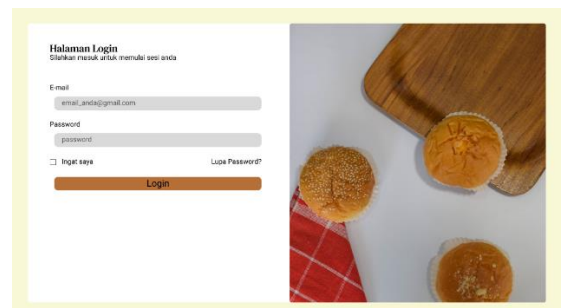 Halaman Login
Silahkan masuk untuk memulai sesi anda
E-mail
email_anda@gmail.com
Password
password
Ingat saya
Lupa Password?
Login